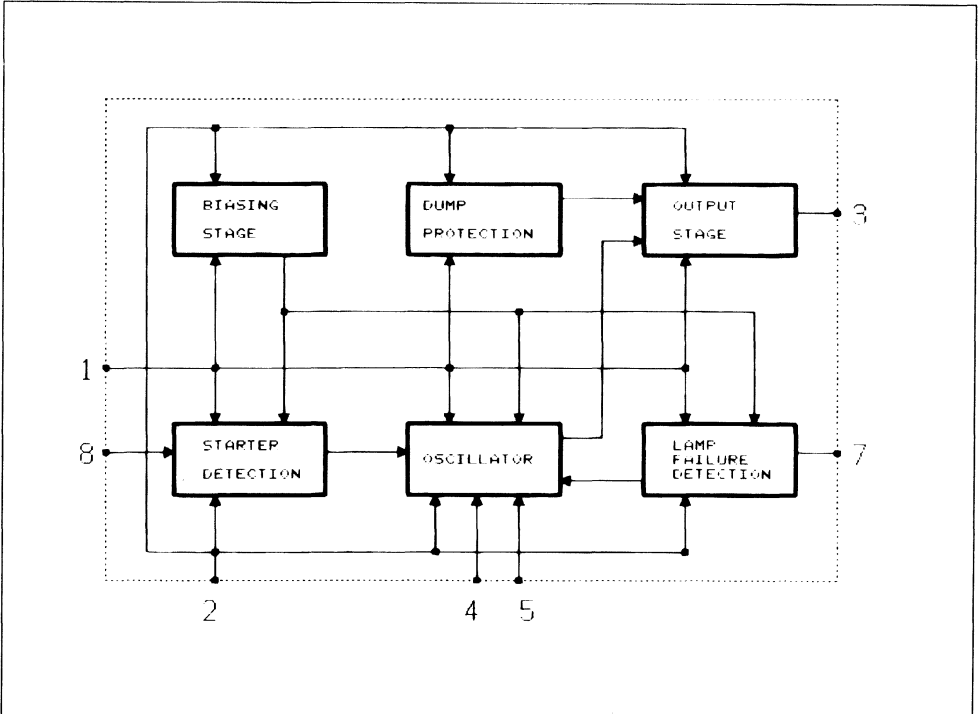 BIASING
STAGE
DUMP
PROTECTION
OUTPUT
STAGE
3
1
8
STARTER
DETECTION
OSCILLATOR
LAMP
FAILURE
DETECTION
7
2
4
5